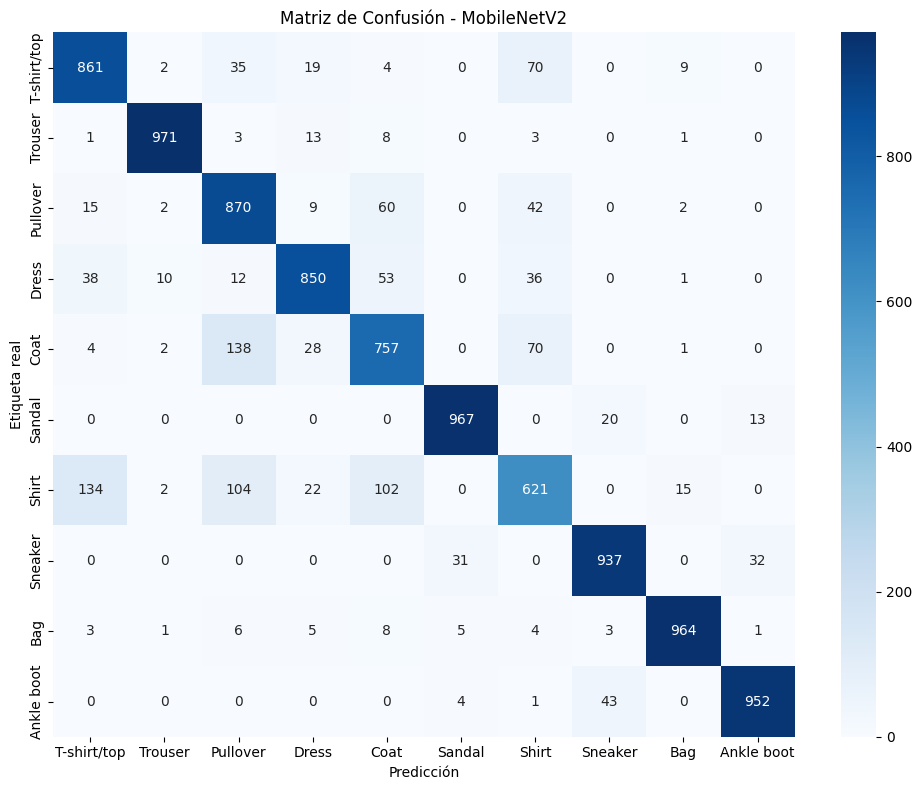 Matriz de Confusión - MobileNetV2
Etiqueta real
T-shirt/top 861 2 35 19 4 0 70 0 9 0
Trouser 1 971 3 13 8 0 3 0 1 0
Pullover 15 2 870 9 60 0 42 0 2 0
Dress 38 10 12 850 53 0 36 0 1 0
Coat 4 2 138 28 757 0 70 0 1 0
Sandal 0 0 0 0 0 967 0 20 0 13
Shirt 134 2 104 22 102 0 621 0 15 0
Sneaker 0 0 0 0 0 31 0 937 0 32
Bag 3 1 6 5 8 5 4 3 964 1
Ankle boot 0 0 0 0 0 4 1 43 0 952
T-shirt/top Trouser Pullover Dress Coat Sandal Shirt Sneaker Bag Ankle boot
Predicción
800
600
400
200
0